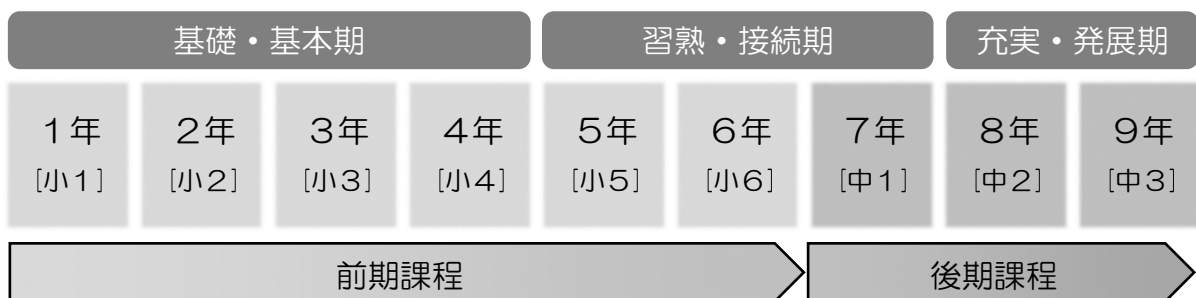 基礎・基本期 習熟・接続期 充実・発展期
１年 ２年 ３年 ４年 ５年 ６年 ７年 ８年 ９年
[小１] [小２] [小３] [小４] [小５] [小６] [中１] [中２] [中３]
前期課程 後期課程